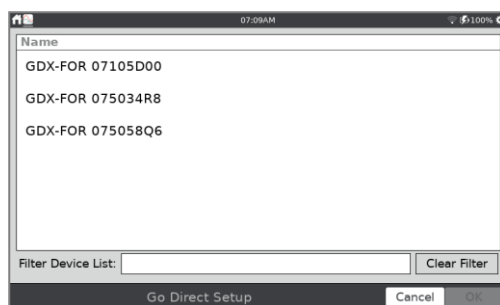 07:09AM
100%
Name
GDX-FOR 07105D00
GDX-FOR 075034R8
GDX-FOR 075058Q6
Filter Device List:
Clear Filter
Go Direct Setup
Cancel
OK